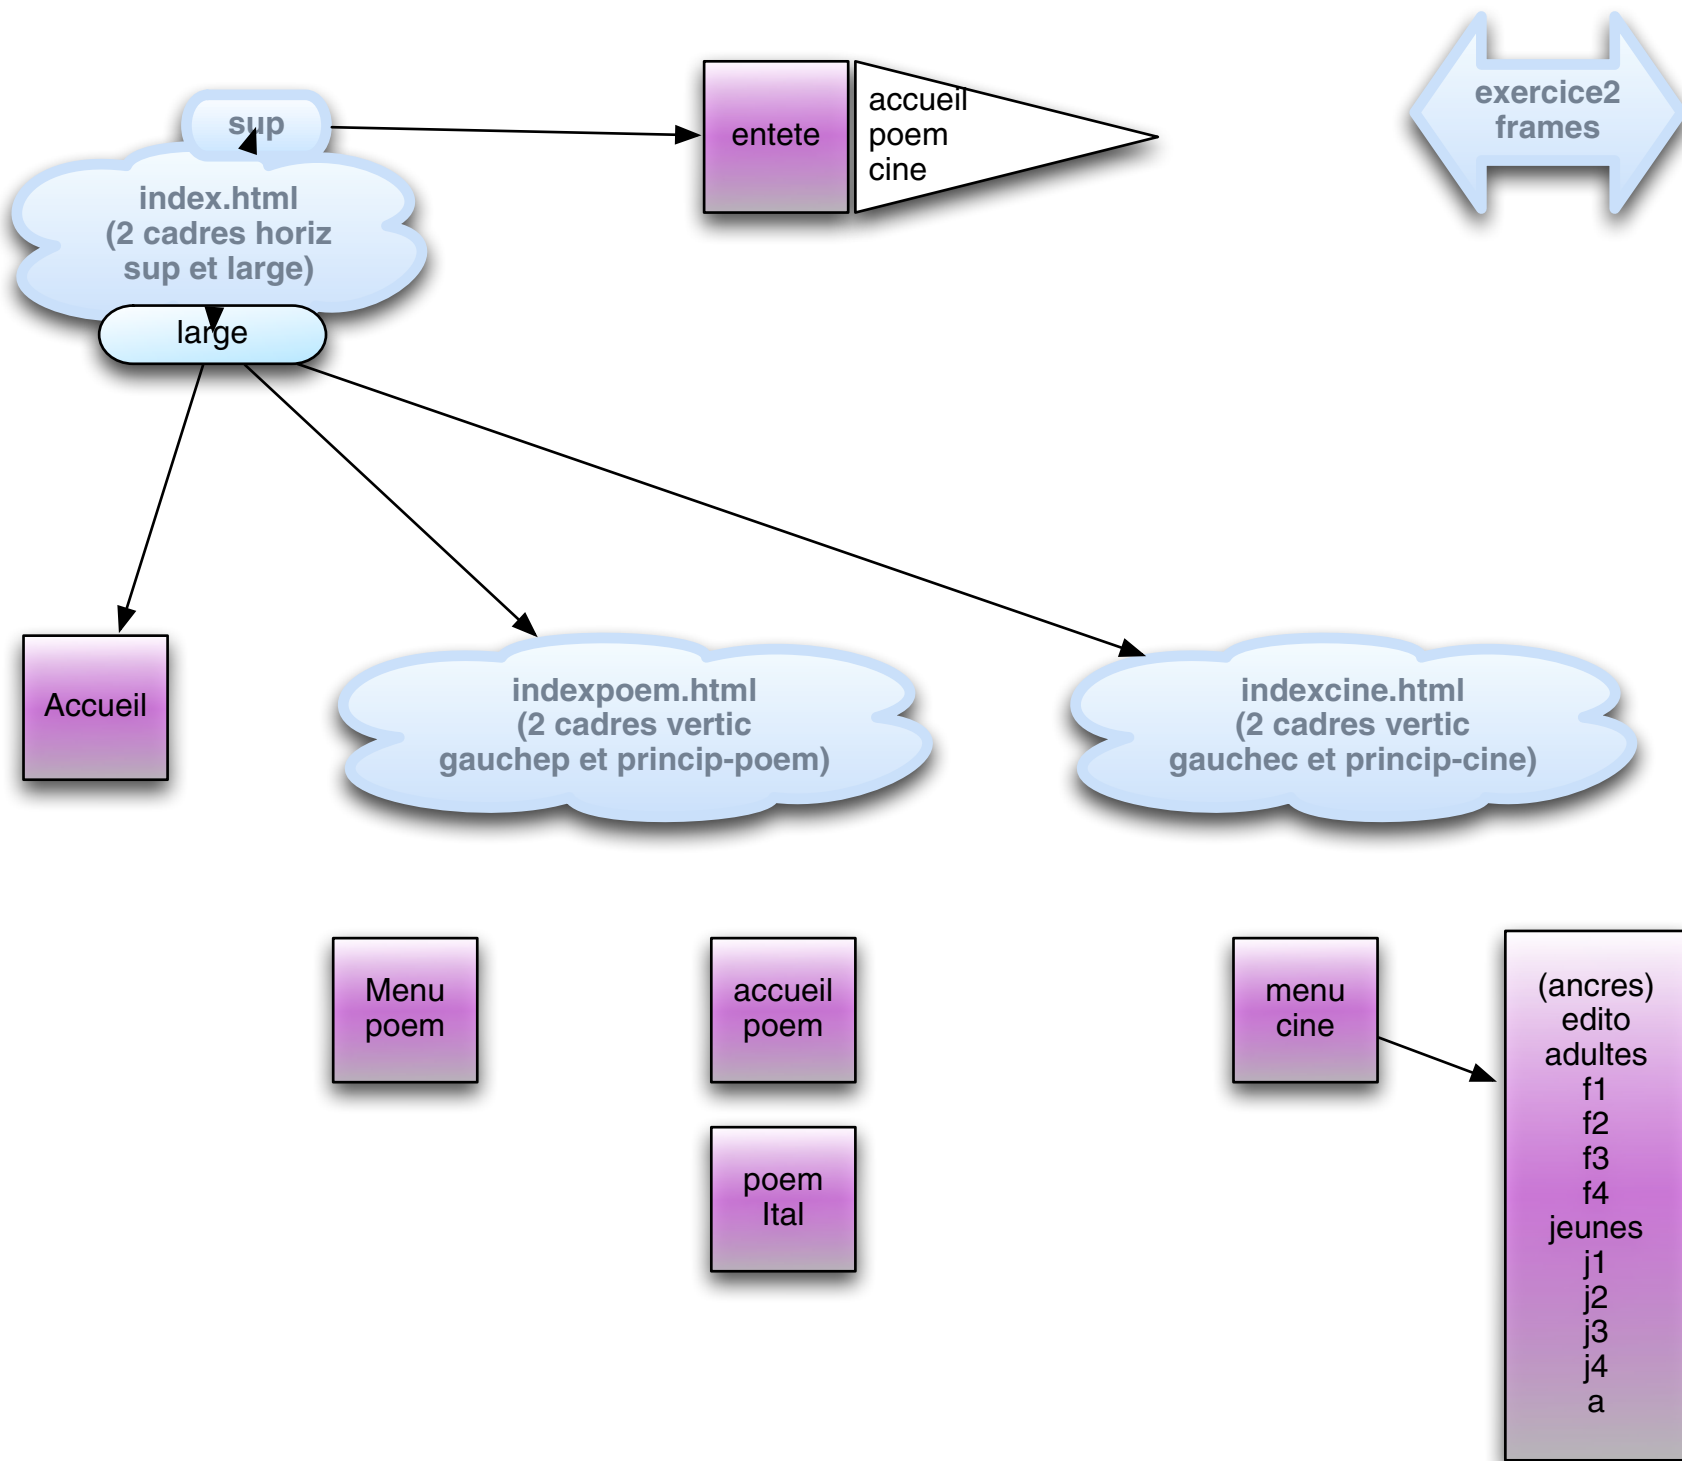 sup
index.html
(2 cadres horiz
sup et large)
large
entete
accueil
poem
cine
exercice2
frames
Accueil
indexpoem.html
(2 cadres vertic
gauchep et princip-poem)
indexcine.html
(2 cadres vertic
gauchec et princip-cine)
Menu
poem
accueil
poem
poem
Ital
menu
cine
(ancres)
edito
adultes
f1
f2
f3
f4
jeunes
j1
j2
j3
j4
a